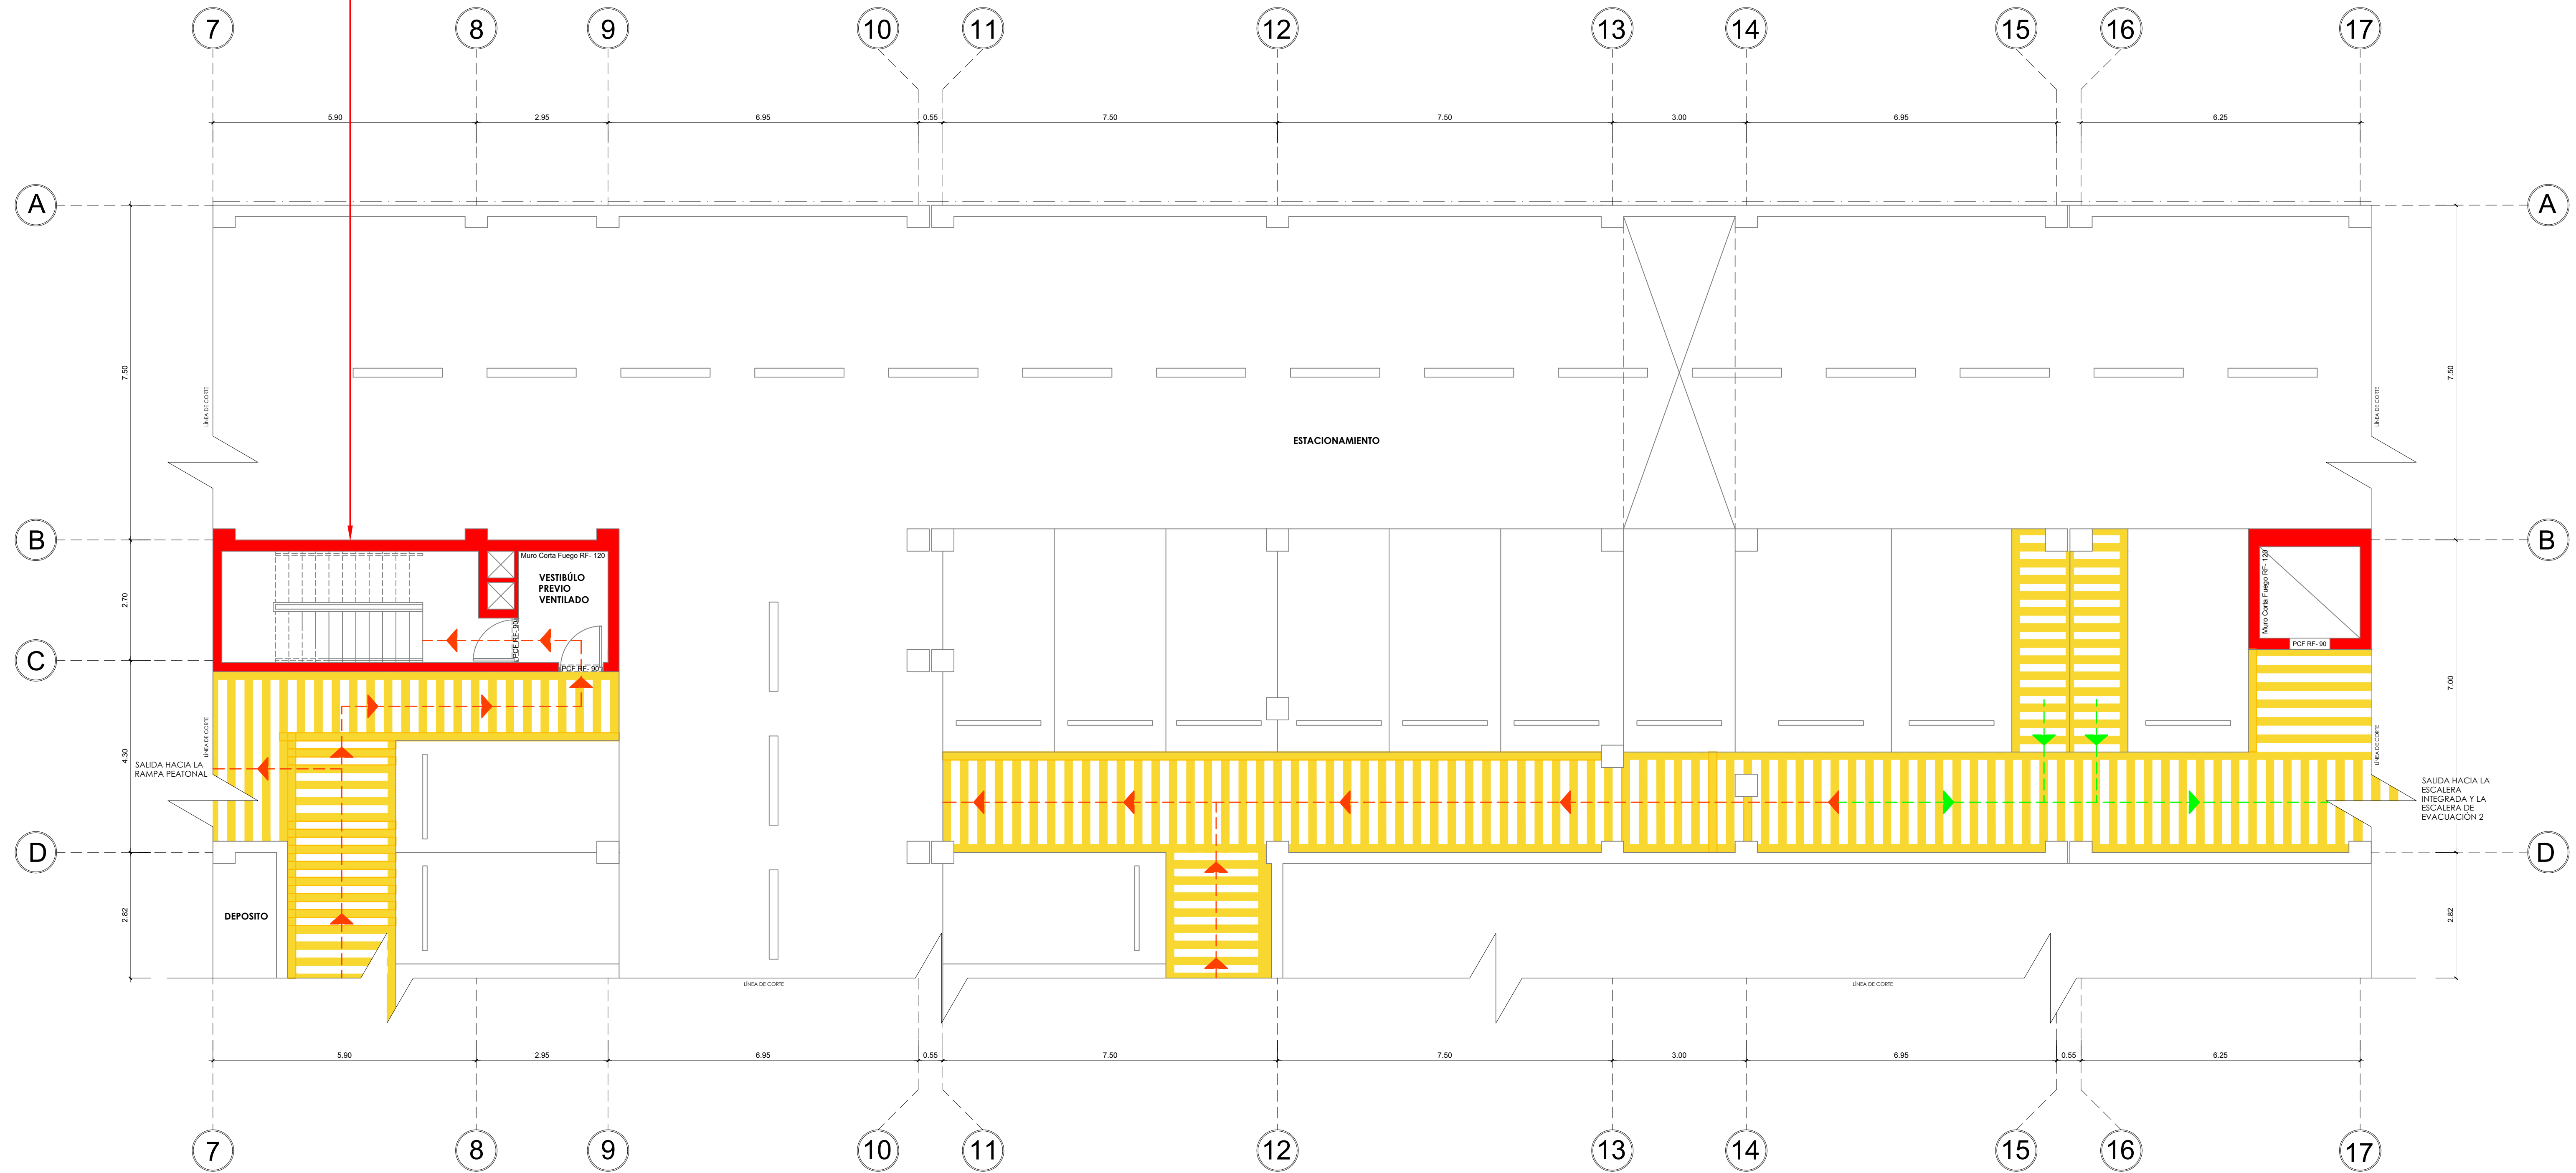 7 8 9 10 11 12 13 14 15 16 17
5.90 2.95 6.95 0.55 7.50 7.50 3.00 6.95 6.25
A A
7.50 7.50
LÍNEA DE CORTE LÍNEA DE CORTE
ESTACIONAMIENTO
B B
Muro Corta Fuego RF- 120
VESTIBÚLO
PREVIO
VENTILADO
Muro Corta Fuego RF- 120
2.70
PCF RF- 90
PCF RF- 90
PCF RF- 90
C C
7.00
LÍNEA DE CORTE LÍNEA DE CORTE
4.30
SALIDA HACIA LA
RAMPA PEATONAL
SALIDA HACIA LA
ESCALERA
INTEGRADA Y LA
ESCALERA DE
EVACUACIÓN 2
D D
DEPOSITO
2.82 2.82
LÍNEA DE CORTE LÍNEA DE CORTE
5.90 2.95 6.95 0.55 7.50 7.50 3.00 6.95 0.55 6.25
7 8 9 10 11 12 13 14 15 16 17